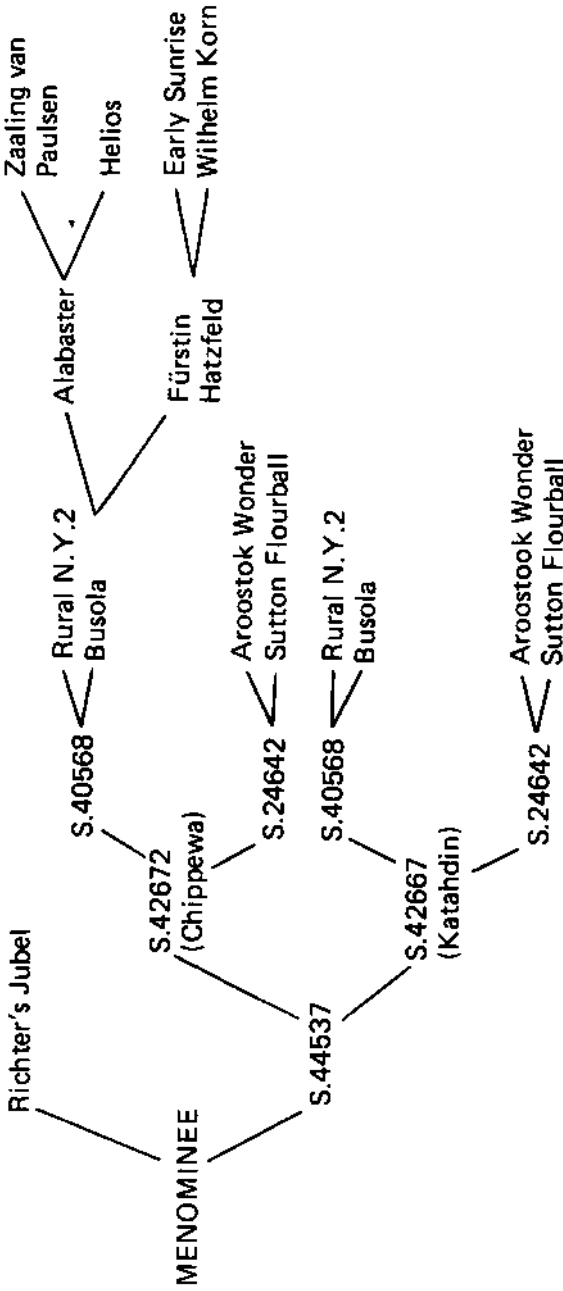 MENOMINEE
Richter's Jubel
S.44537
S.42672
(Chippewa)
S.40568
Rural N.Y.2
Busola
Alabaster
Zaaling van
Paulsen
Helios
Fürstin
Hatzfeld
Early Sunrise
Wilhelm Korn
S.24642
Aroostok Wonder
Sutton Flourball
S.42667
(Katahdin)
S.40568
Rural N.Y.2
Busola
S.24642
Aroostook Wonder
Sutton Flourball